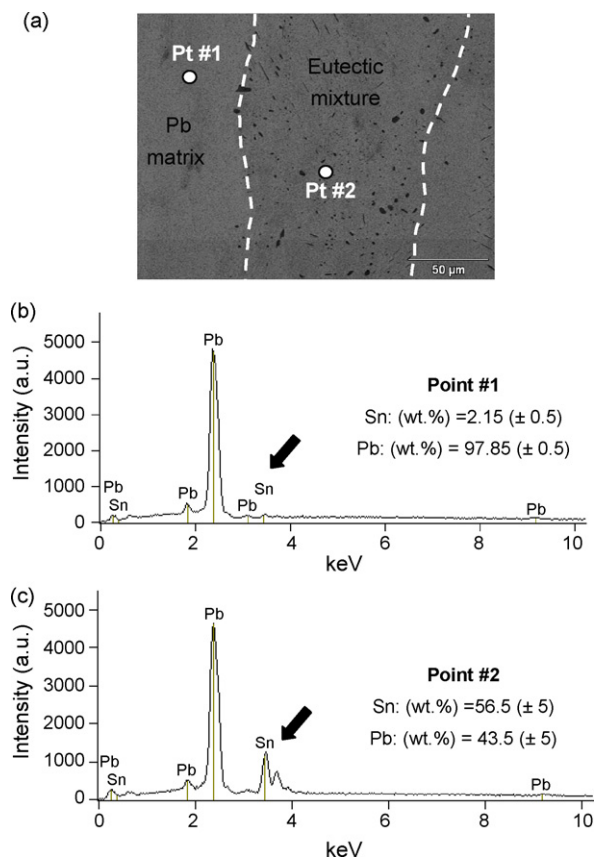 (a)
Pt #1
Eutectic
mixture
Pb
matrix
Pt #2
50 µm
(b)
5000
4000
3000
2000
1000
0
Intensity (a.u.)
Pb
Sn
Pb
Pb
Pb
Sn
Pb
Point #1
Sn: (wt.%) =2.15 (± 0.5)
Pb: (wt.%) = 97.85 (± 0.5)
0
2
4
6
8
10
keV
(c)
5000
4000
3000
2000
1000
0
Intensity (a.u.)
Pb
Sn
Pb
Pb
Sn
Pb
Point #2
Sn: (wt.%) =56.5 (± 5)
Pb: (wt.%) = 43.5 (± 5)
0
2
4
6
8
10
keV